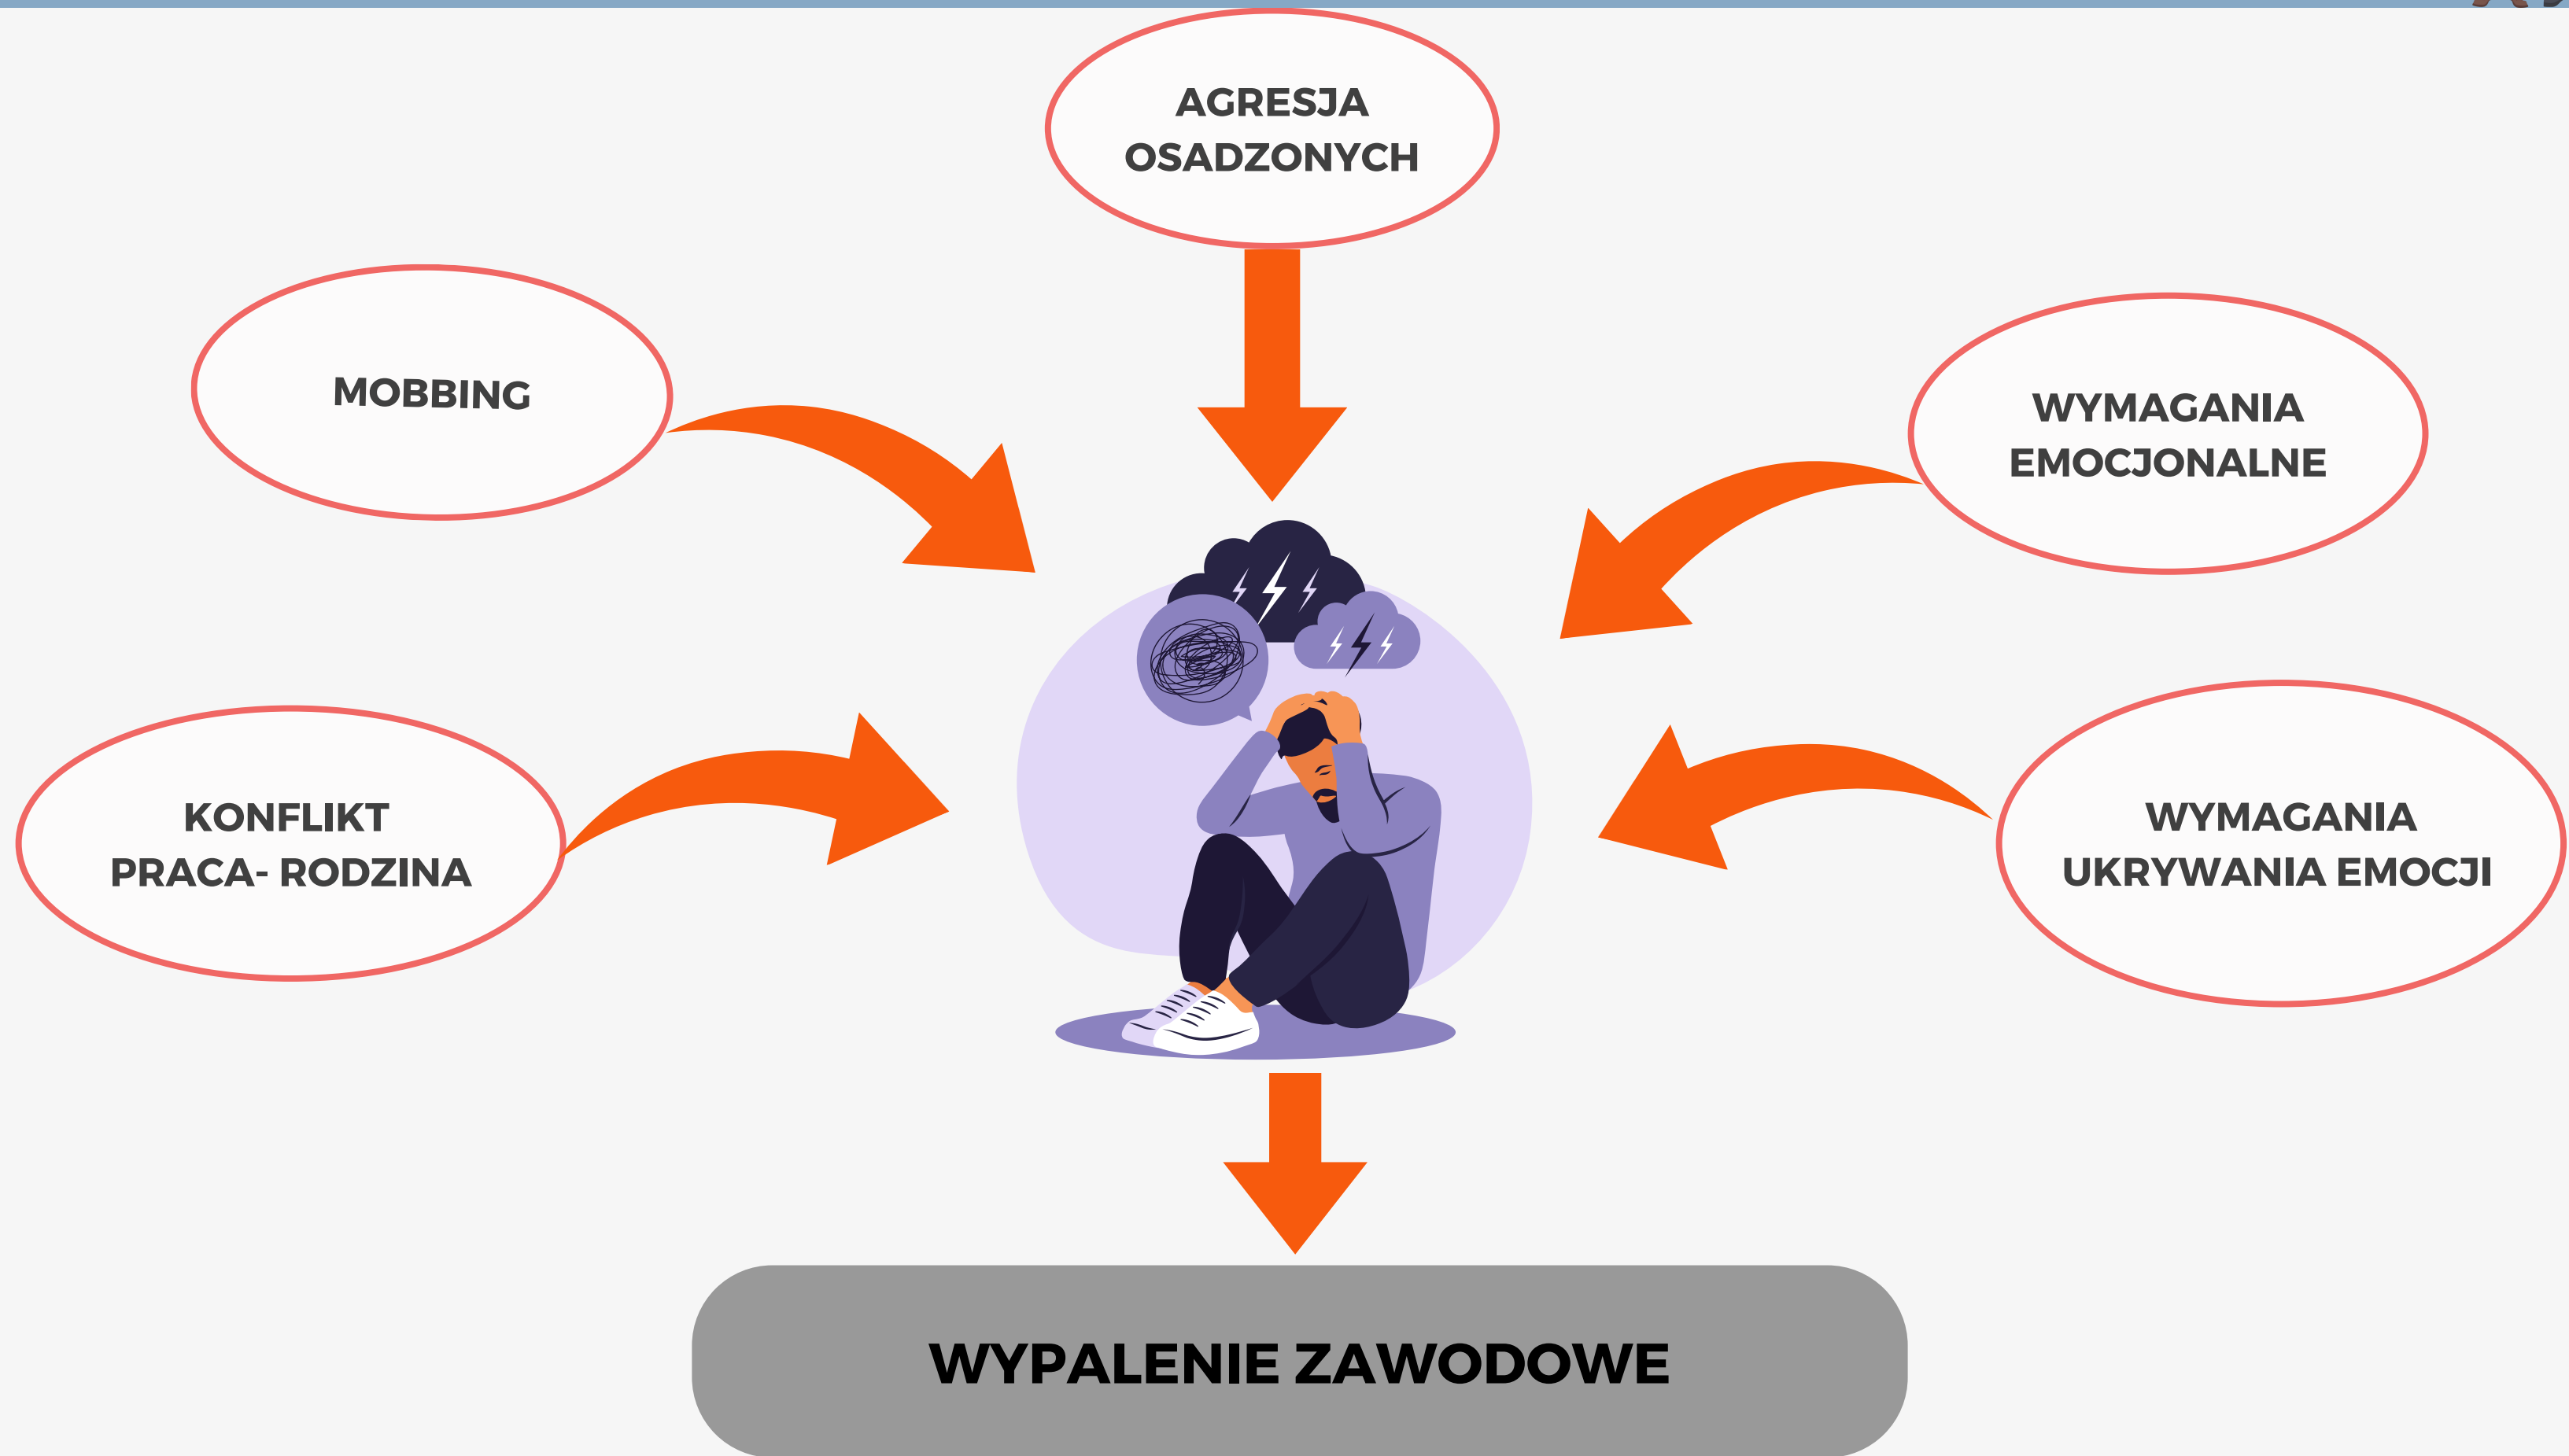 AGRESJA
OSADZONYCH
MOBBING
WYMAGANIA
EMOCJONALNE
KONFLIKT
PRACA- RODZINA
WYMAGANIA
UKRYWANIA EMOCJI
WYPALENIE ZAWODOWE